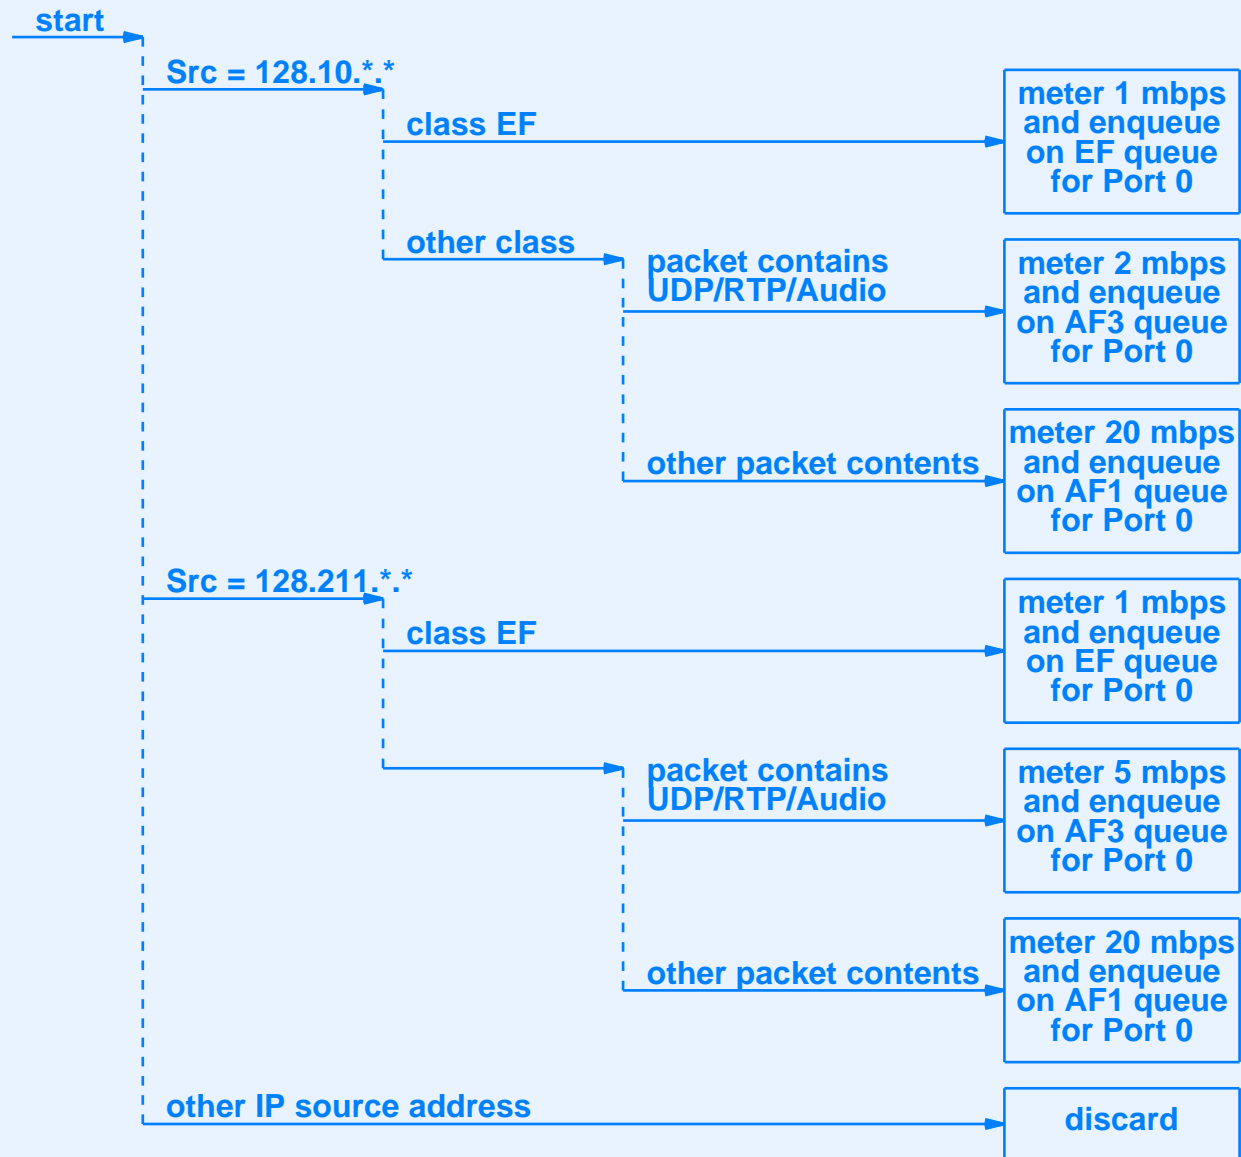 start
Src = 128.10.*.*
class EF
meter 1 mbps
and enqueue
on EF queue
for Port 0
other class
packet contains
UDP/RTP/Audio
meter 2 mbps
and enqueue
on AF3 queue
for Port 0
other packet contents
meter 20 mbps
and enqueue
on AF1 queue
for Port 0
Src = 128.211.*.*
class EF
meter 1 mbps
and enqueue
on EF queue
for Port 0
packet contains
UDP/RTP/Audio
meter 5 mbps
and enqueue
on AF3 queue
for Port 0
other packet contents
meter 20 mbps
and enqueue
on AF1 queue
for Port 0
other IP source address
discard